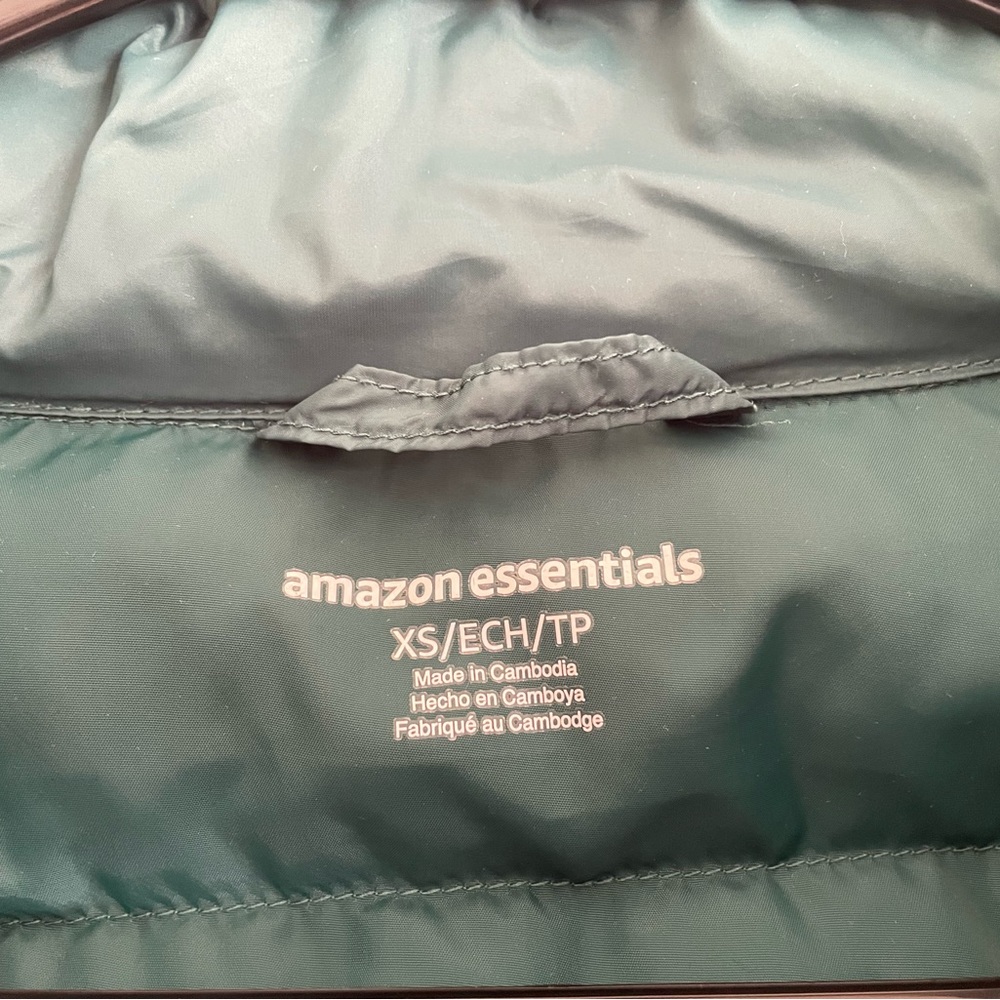 amazon essentials
XS/ECH/TP
Made in Cambodia
Hecho en Camboya
Fabriqué au Cambodge